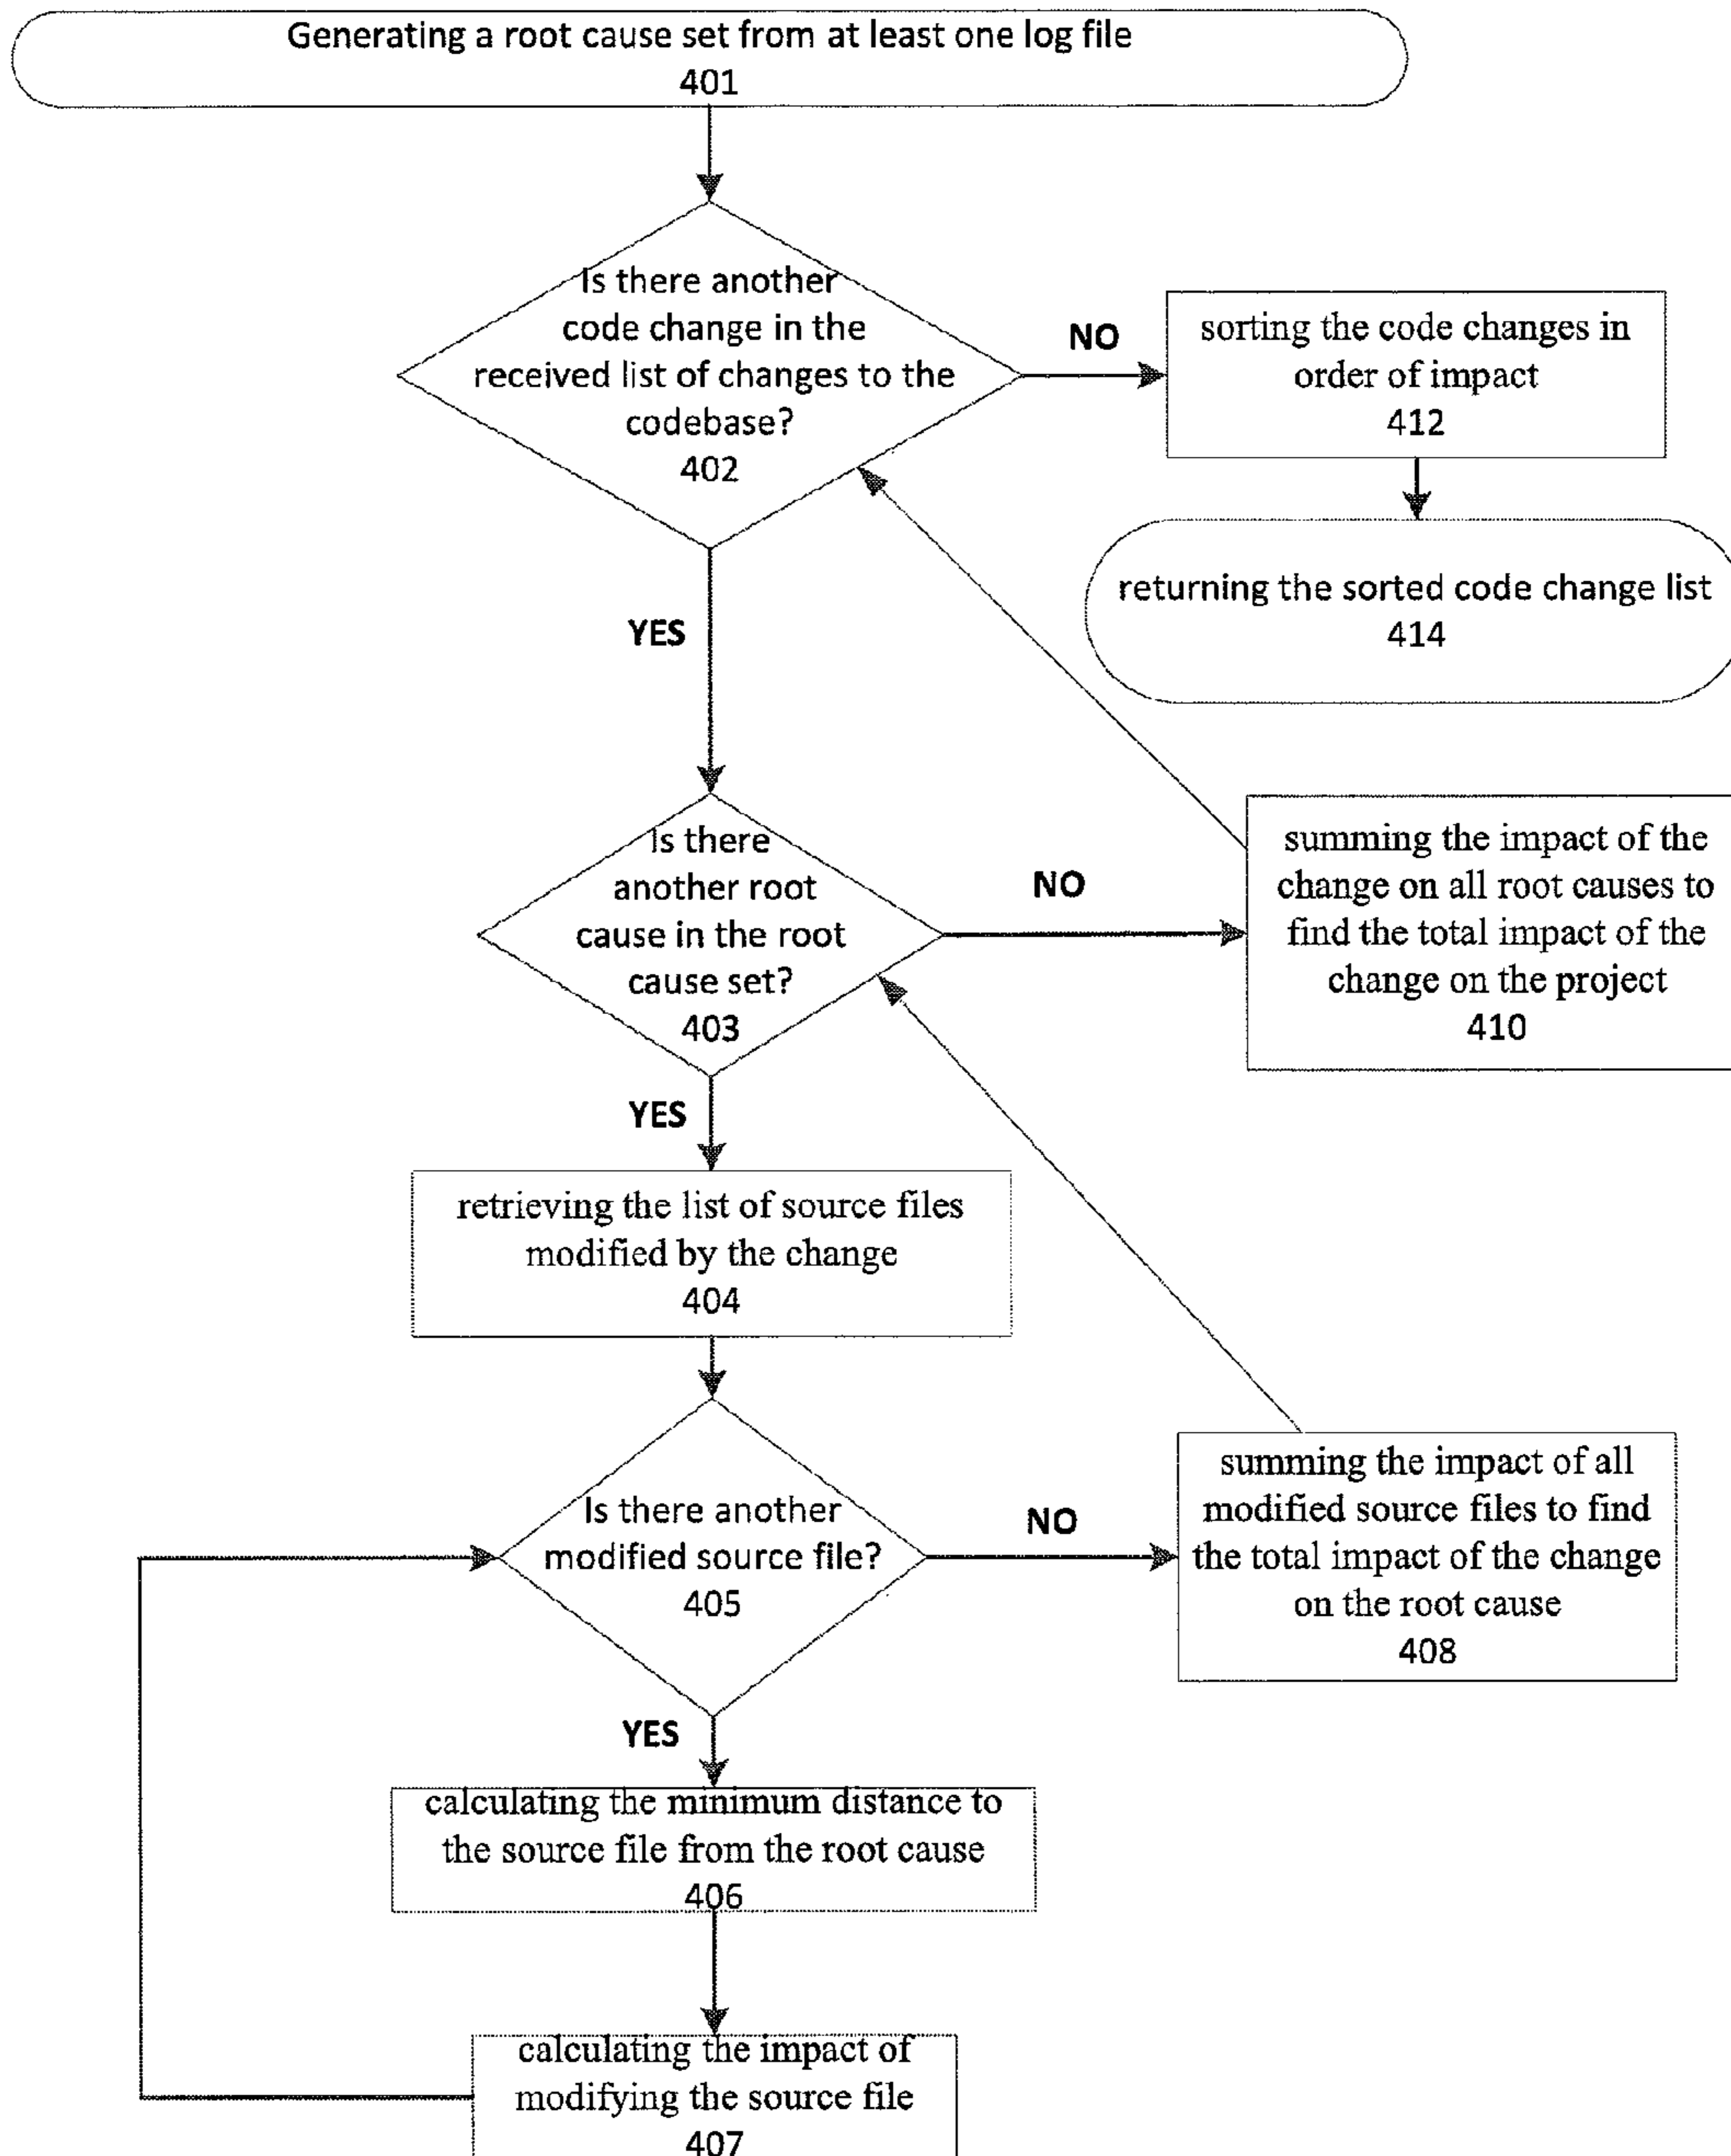 Generating a root cause set from at least one log file
401
Is there another
code change in the
received list of changes to the
codebase?
402
NO
sorting the code changes in
order of impact
412
returning the sorted code change list
414
YES
Is there
another root
cause in the root
cause set?
403
NO
summing the impact of the
change on all root causes to
find the total impact of the
change on the project
410
YES
retrieving the list of source files
modified by the change
404
Is there another
modified source file?
405
NO
summing the impact of all
modified source files to find
the total impact of the change
on the root cause
408
YES
calculating the minimum distance to
the source file from the root cause
406
calculating the impact of
modifying the source file
407